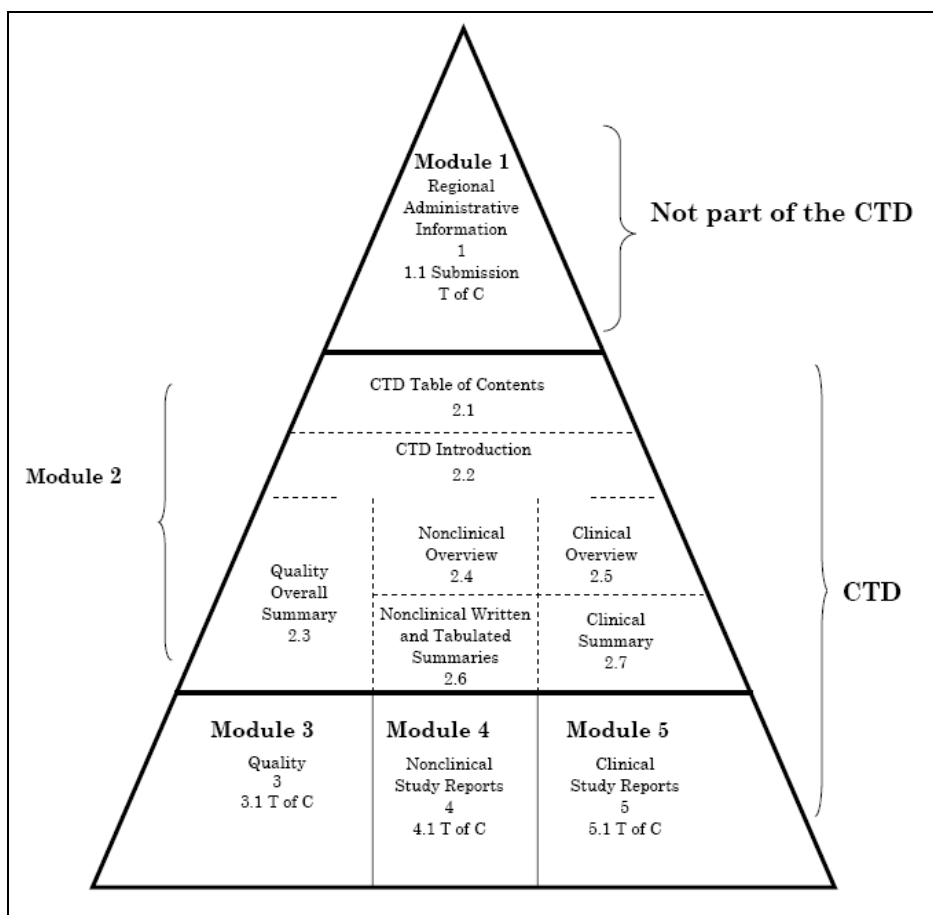 Module 1
Regional
Administrative
Information
1
1.1 Submission
T of C
Not part of the CTD
CTD Table of Contents
2.1
CTD Introduction
2.2
Module 2
Quality
Overall
Summary
2.3
Nonclinical
Overview
2.4
Clinical
Overview
2.5
Nonclinical Written
and Tabulated
Summaries
2.6
Clinical
Summary
2.7
CTD
Module 3
Quality
3
3.1 T of C
Module 4
Nonclinical
Study Reports
4
4.1 T of C
Module 5
Clinical
Study Reports
5
5.1 T of C